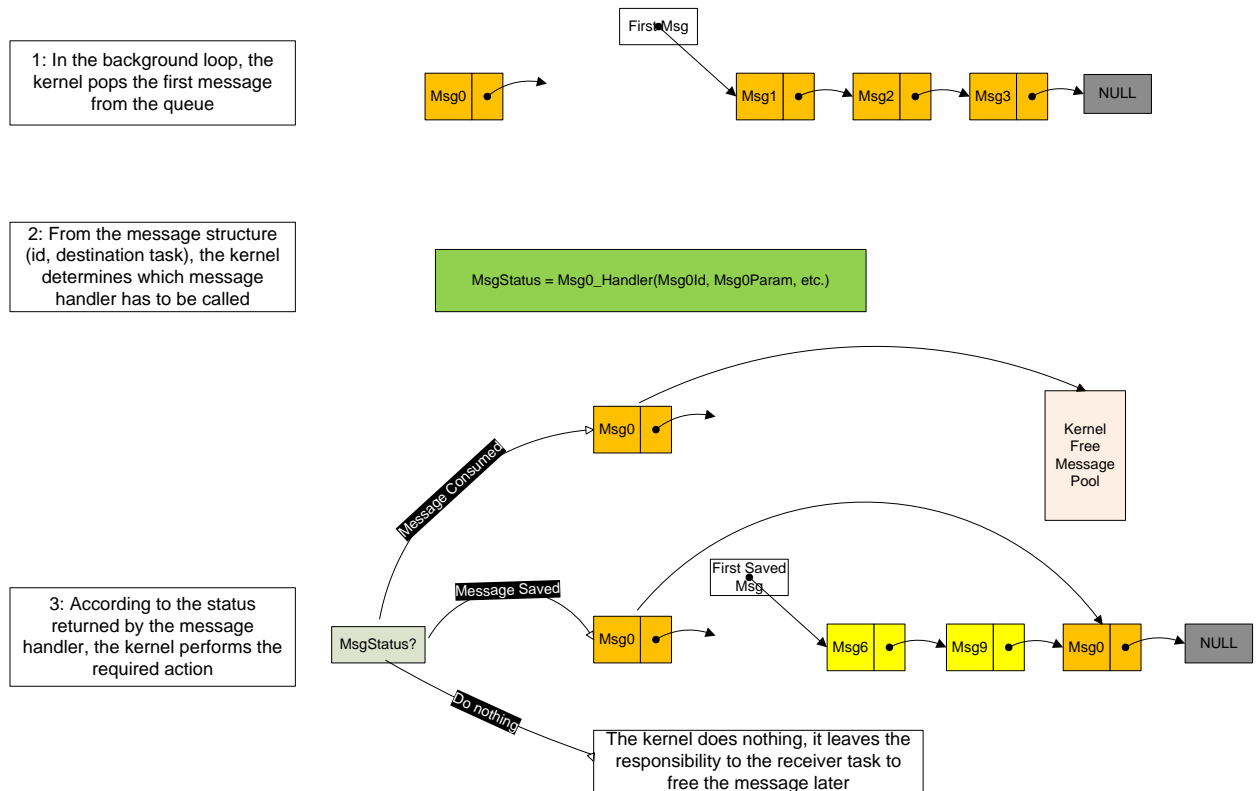 First Msg
1: In the background loop, the
kernel pops the first message
from the queue
Msg0
Msg1
Msg2
Msg3
NULL
2: From the message structure
(id, destination task), the kernel
determines which message
handler has to be called
MsgStatus = Msg0_Handler(Msg0Id, Msg0Param, etc.)
Message Consumed
Msg0
Kernel
Free
Message
Pool
3: According to the status
returned by the message
handler, the kernel performs the
required action
MsgStatus?
Message Saved
Msg0
First Saved
Msg
Msg6
Msg9
Msg0
NULL
Do nothing
The kernel does nothing, it leaves the
responsibility to the receiver task to
free the message later